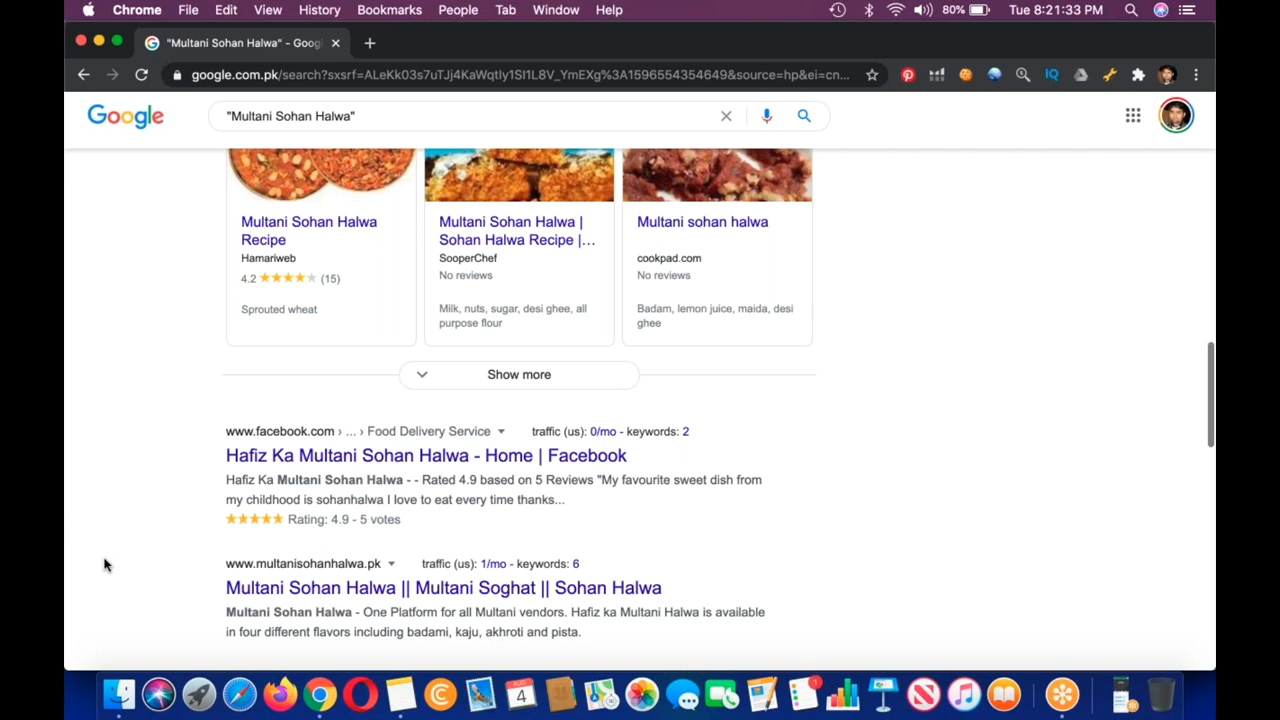 Chrome File Edit View History Bookmarks People Tab Window Help 80% Tue 8:21:33 PM
"Multani Sohan Halwa" - Goog
google.com.pk/search?sxsrf=ALeKk03s7uTJj4KaWqtIy1SI1L8V_YmEXg%3A1596554354649&source=hp&ei=cn...
Google "Multani Sohan Halwa"
Multani Sohan Halwa
Recipe
Hamariweb
4.2 ★★★★★ (15)
Sprouted wheat
Multani Sohan Halwa |
Sohan Halwa Recipe |...
SooperChef
No reviews
Milk, nuts, sugar, desi ghee, all
purpose flour
Multani sohan halwa
cookpad.com
No reviews
Badam, lemon juice, maida, desi
ghee
Show more
www.facebook.com › ... › Food Delivery Service traffic (us): 0/mo - keywords: 2
Hafiz Ka Multani Sohan Halwa - Home | Facebook
Hafiz Ka Multani Sohan Halwa - - Rated 4.9 based on 5 Reviews "My favourite sweet dish from
my childhood is sohanhalwa I love to eat every time thanks...
★★★★★ Rating: 4.9 - 5 votes
www.multanisohanhalwa.pk traffic (us): 1/mo - keywords: 6
Multani Sohan Halwa || Multani Soghat || Sohan Halwa
Multani Sohan Halwa - One Platform for all Multani vendors. Hafiz ka Multani Halwa is available
in four different flavors including badami, kaju, akhroti and pista.
AUG
4
1